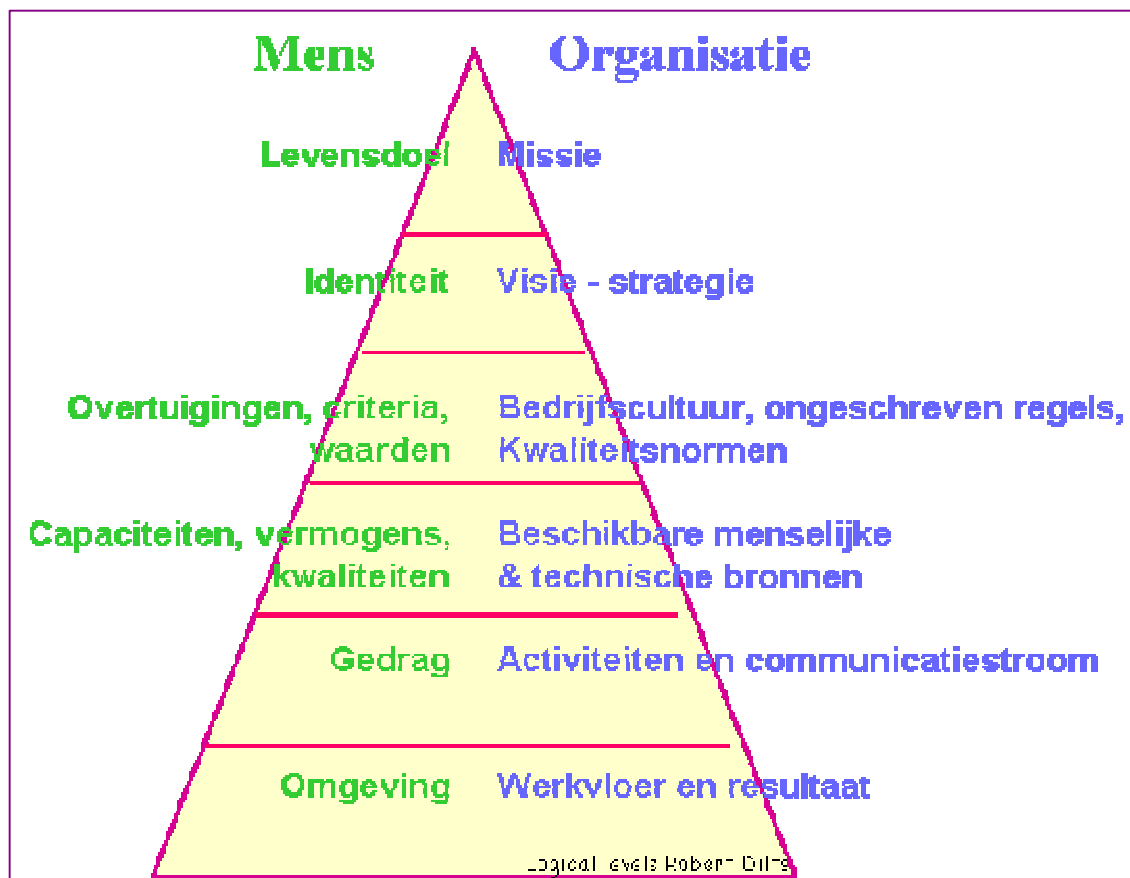 Mens Organisatie
Levensdoel Missie
Identiteit Visie - strategie
Overtuigingen, criteria, Bedrijfscultuur, ongeschreven regels,
waarden Kwaliteitsnormen
Capaciteiten, vermogens, Beschikbare menselijke
kwaliteiten & technische bronnen
Gedrag Activiteiten en communicatiestroom
Omgeving Werkvloer en resultaat
Logical levels Robert Dilts